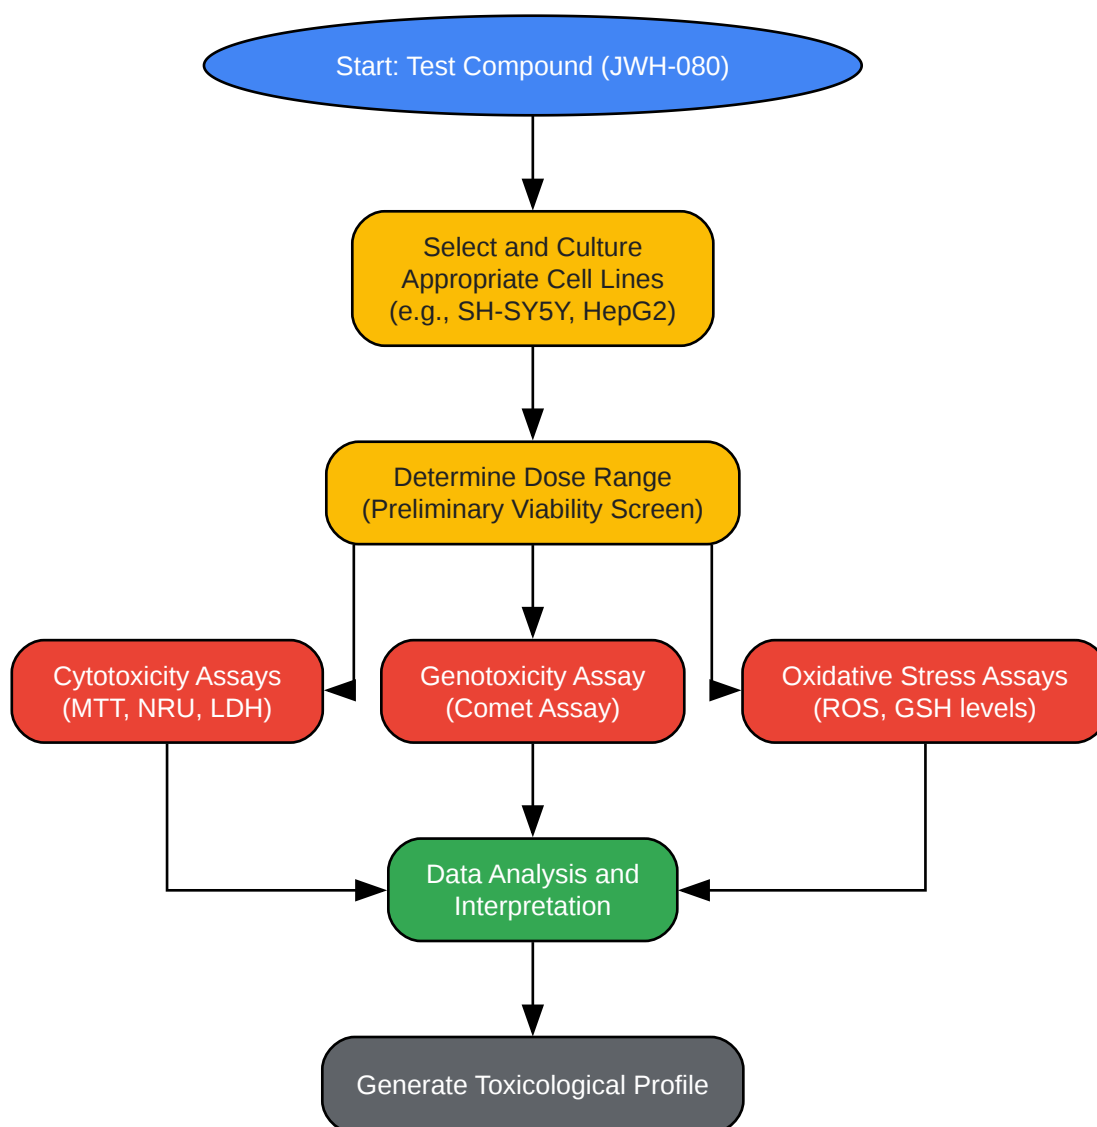 Start: Test Compound (JWH-080)
Select and Culture
Appropriate Cell Lines
(e.g., SH-SY5Y, HepG2)
Determine Dose Range
(Preliminary Viability Screen)
Cytotoxicity Assays
(MTT, NRU, LDH)
Genotoxicity Assay
(Comet Assay)
Oxidative Stress Assays
(ROS, GSH levels)
Data Analysis and
Interpretation
Generate Toxicological Profile